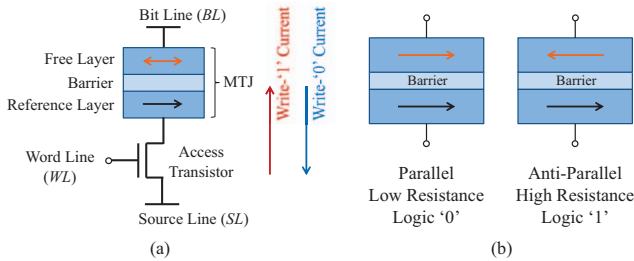 Bit Line (BL)
Free Layer
Barrier
Reference Layer
MTJ
Word Line
(WL)
Access
Transistor
Source Line (SL)
Write-‘1’ Current
Write-‘0’ Current
(a)
Barrier
Parallel
Low Resistance
Logic ‘0’
Barrier
Anti-Parallel
High Resistance
Logic ‘1’
(b)